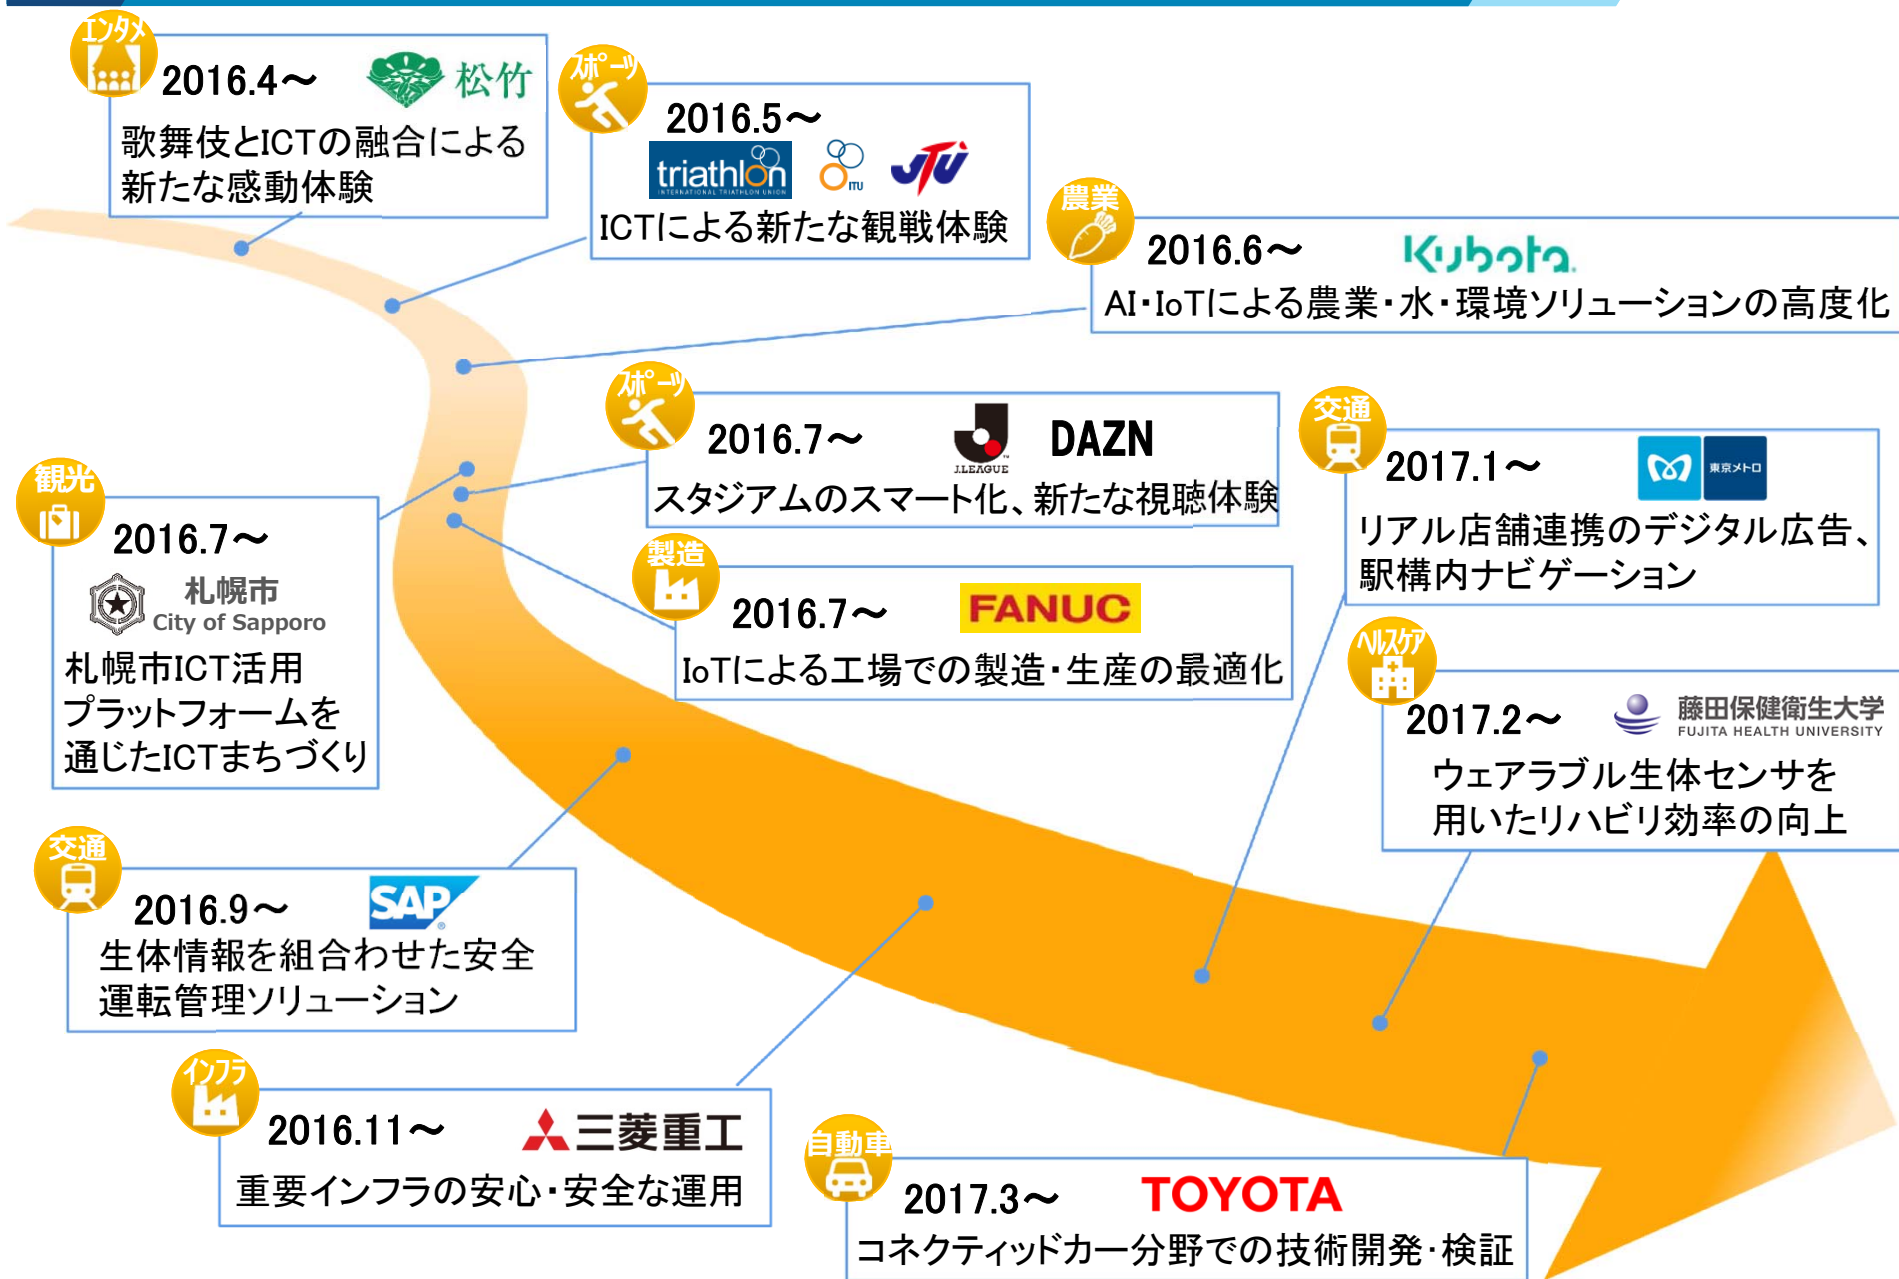 エンタメ
2016.4～
松竹
歌舞伎とICTの融合による
新たな感動体験
スポーツ
2016.5～
triathlon
INTERNATIONAL TRIATHLON UNION
ITU
JTU
ICTによる新たな観戦体験
農業
2016.6～
Kubota
AI・IoTによる農業・水・環境ソリューションの高度化
スポーツ
2016.7～
J.LEAGUE
DAZN
スタジアムのスマート化、新たな視聴体験
交通
2017.1～
東京メトロ
リアル店舗連携のデジタル広告、
駅構内ナビゲーション
観光
2016.7～
札幌市
City of Sapporo
札幌市ICT活用
プラットフォームを
通じたICTまちづくり
製造
2016.7～
FANUC
IoTによる工場での製造・生産の最適化
ヘルスケア
2017.2～
藤田保健衛生大学
FUJITA HEALTH UNIVERSITY
ウェアラブル生体センサを
用いたリハビリ効率の向上
交通
2016.9～
SAP
生体情報を組合わせた安全
運転管理ソリューション
インフラ
2016.11～
三菱重工
重要インフラの安心・安全な運用
自動車
2017.3～
TOYOTA
コネクティッドカー分野での技術開発・検証